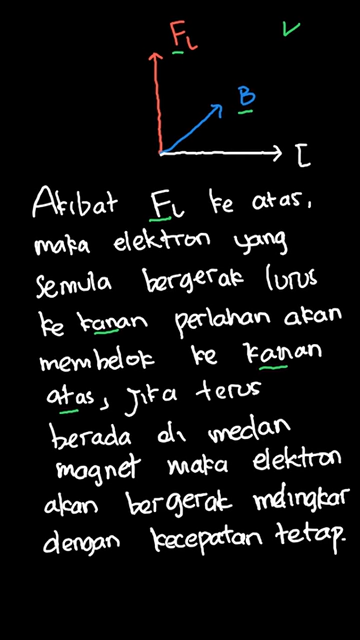 FL
B
I
Akibat FL ke atas,
maka elektron yang
semula bergerak lurus
ke kanan perlahan akan
membelok ke kanan
atas, jika terus
berada di medan
magnet maka elektron
akan bergerak melingkar
dengan kecepatan tetap.